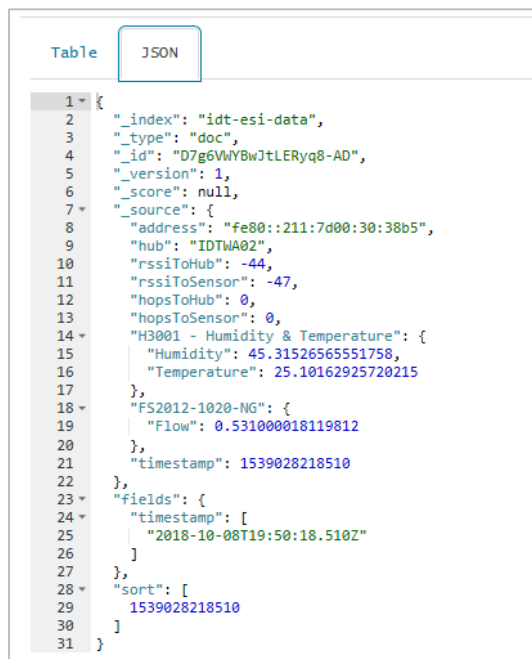 Table JSON
1 {
2 "_index": "idt-esi-data",
3 "_type": "doc",
4 "_id": "D7g6VWYBwJtLERyq8-AD",
5 "_version": 1,
6 "_score": null,
7 "_source": {
8 "address": "fe80::211:7d00:30:38b5",
9 "hub": "IDTWA02",
10 "rssiToHub": -44,
11 "rssiToSensor": -47,
12 "hopsToHub": 0,
13 "hopsToSensor": 0,
14 "H3001 - Humidity & Temperature": {
15 "Humidity": 45.31526565551758,
16 "Temperature": 25.10162925720215
17 },
18 "FS2012-1020-NG": {
19 "Flow": 0.531000018119812
20 },
21 "timestamp": 1539028218510
22 },
23 "fields": {
24 "timestamp": [
25 "2018-10-08T19:50:18.510Z"
26 ]
27 },
28 "sort": [
29 1539028218510
30 ]
31 }